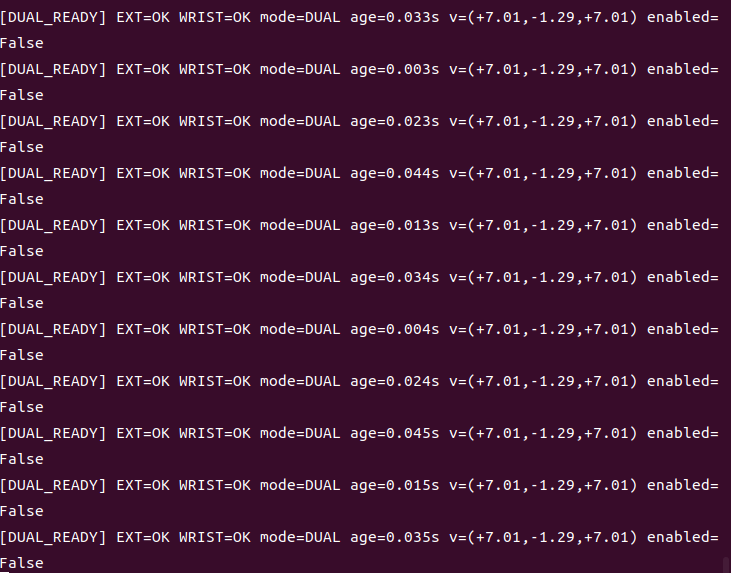 [DUAL_READY] EXT=OK WRIST=OK mode=DUAL age=0.033s v=(+7.01,-1.29,+7.01) enabled=
False
[DUAL_READY] EXT=OK WRIST=OK mode=DUAL age=0.003s v=(+7.01,-1.29,+7.01) enabled=
False
[DUAL_READY] EXT=OK WRIST=OK mode=DUAL age=0.023s v=(+7.01,-1.29,+7.01) enabled=
False
[DUAL_READY] EXT=OK WRIST=OK mode=DUAL age=0.044s v=(+7.01,-1.29,+7.01) enabled=
False
[DUAL_READY] EXT=OK WRIST=OK mode=DUAL age=0.013s v=(+7.01,-1.29,+7.01) enabled=
False
[DUAL_READY] EXT=OK WRIST=OK mode=DUAL age=0.034s v=(+7.01,-1.29,+7.01) enabled=
False
[DUAL_READY] EXT=OK WRIST=OK mode=DUAL age=0.004s v=(+7.01,-1.29,+7.01) enabled=
False
[DUAL_READY] EXT=OK WRIST=OK mode=DUAL age=0.024s v=(+7.01,-1.29,+7.01) enabled=
False
[DUAL_READY] EXT=OK WRIST=OK mode=DUAL age=0.045s v=(+7.01,-1.29,+7.01) enabled=
False
[DUAL_READY] EXT=OK WRIST=OK mode=DUAL age=0.015s v=(+7.01,-1.29,+7.01) enabled=
False
[DUAL_READY] EXT=OK WRIST=OK mode=DUAL age=0.035s v=(+7.01,-1.29,+7.01) enabled=
False